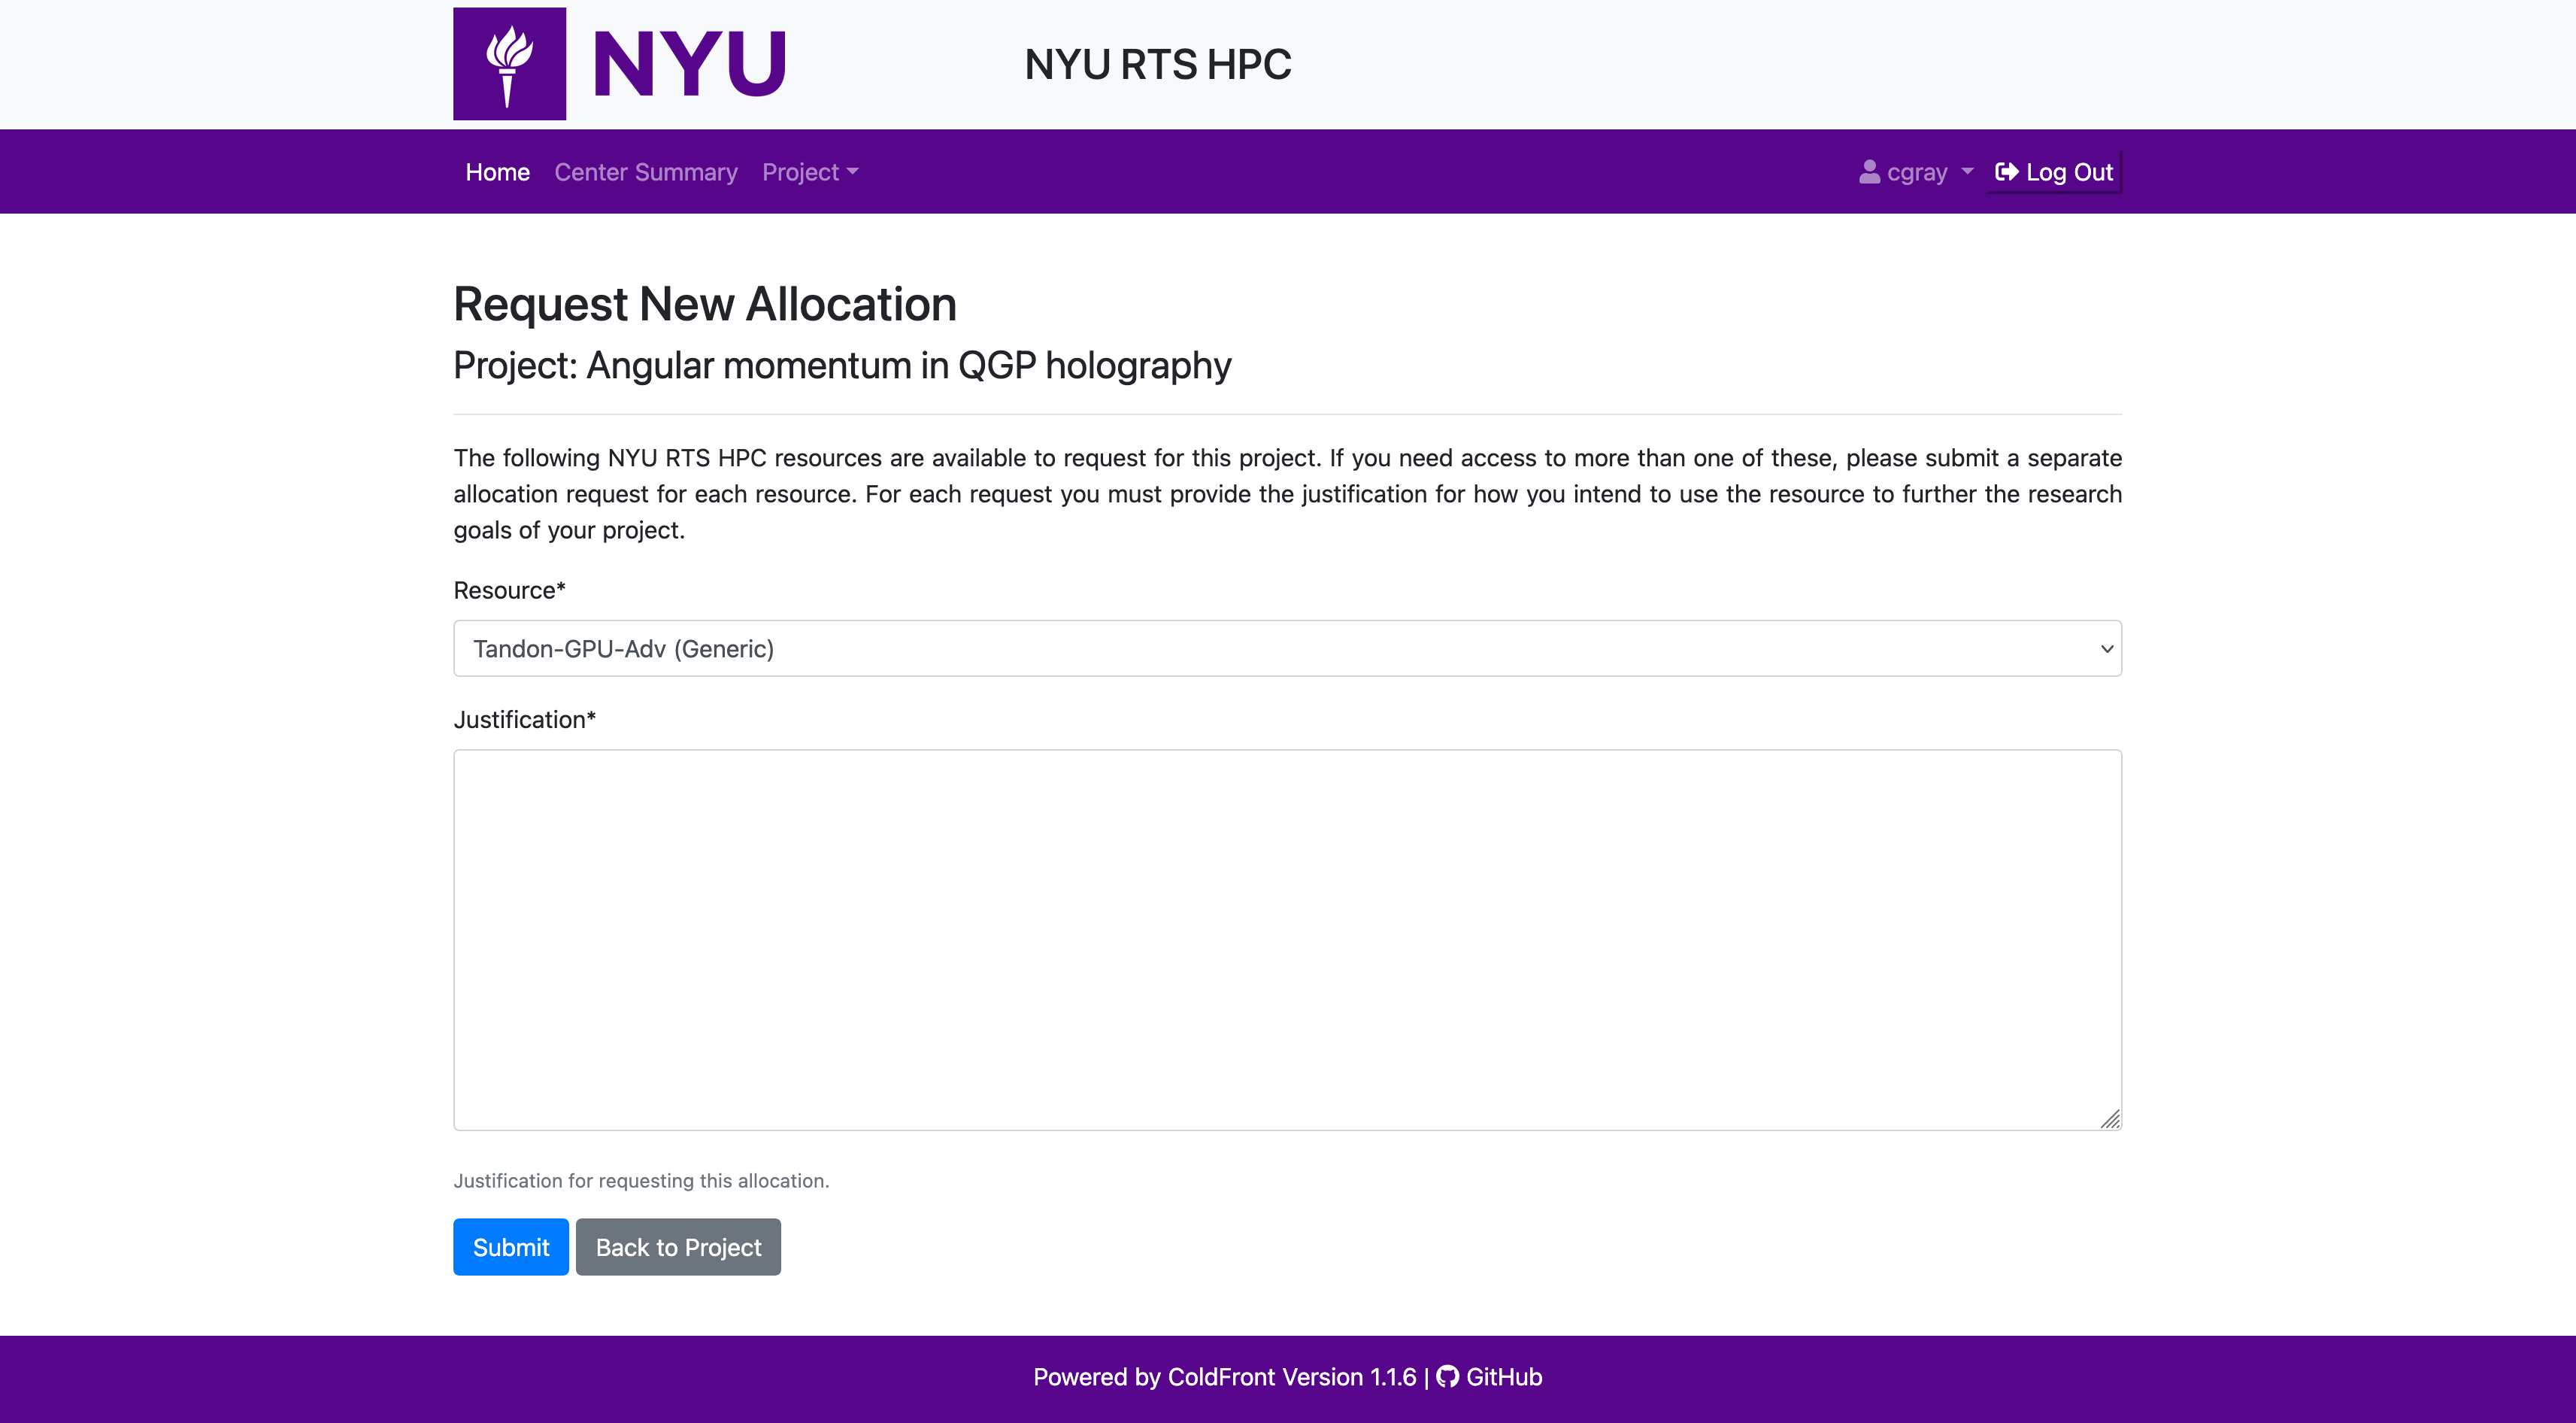 NYU
NYU RTS HPC
Home Center Summary Project cgray Log Out
Request New Allocation
Project: Angular momentum in QGP holography
The following NYU RTS HPC resources are available to request for this project. If you need access to more than one of these, please submit a separate
allocation request for each resource. For each request you must provide the justification for how you intend to use the resource to further the research
goals of your project.
Resource*
Tandon-GPU-Adv (Generic)
Justification*
Justification for requesting this allocation.
Submit Back to Project
Powered by ColdFront Version 1.1.6 | GitHub